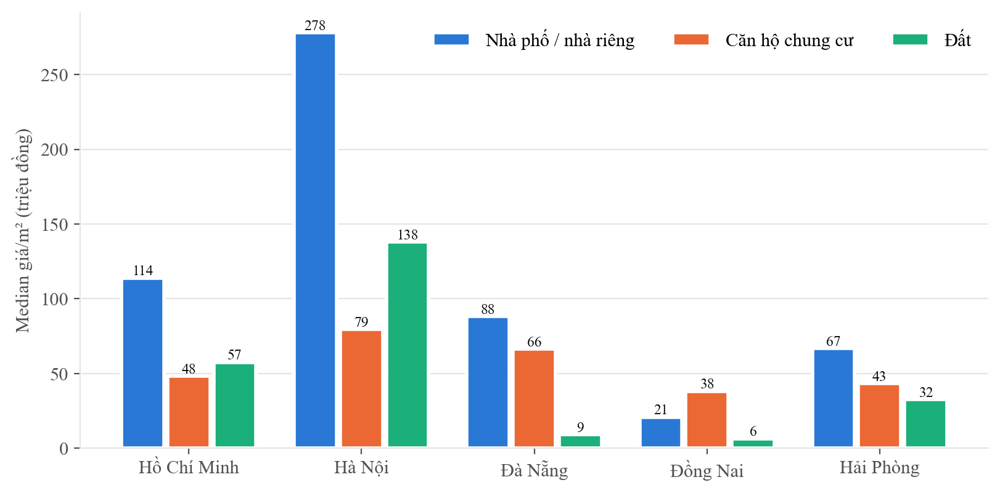 278
Nhà phố / nhà riêng Căn hộ chung cư Đất
250
200
150
100
50
0
Median giá/m² (triệu đồng)
114 48 57
79 138
88 66 9
21 38 6
67 43 32
Hồ Chí Minh Hà Nội Đà Nẵng Đồng Nai Hải Phòng